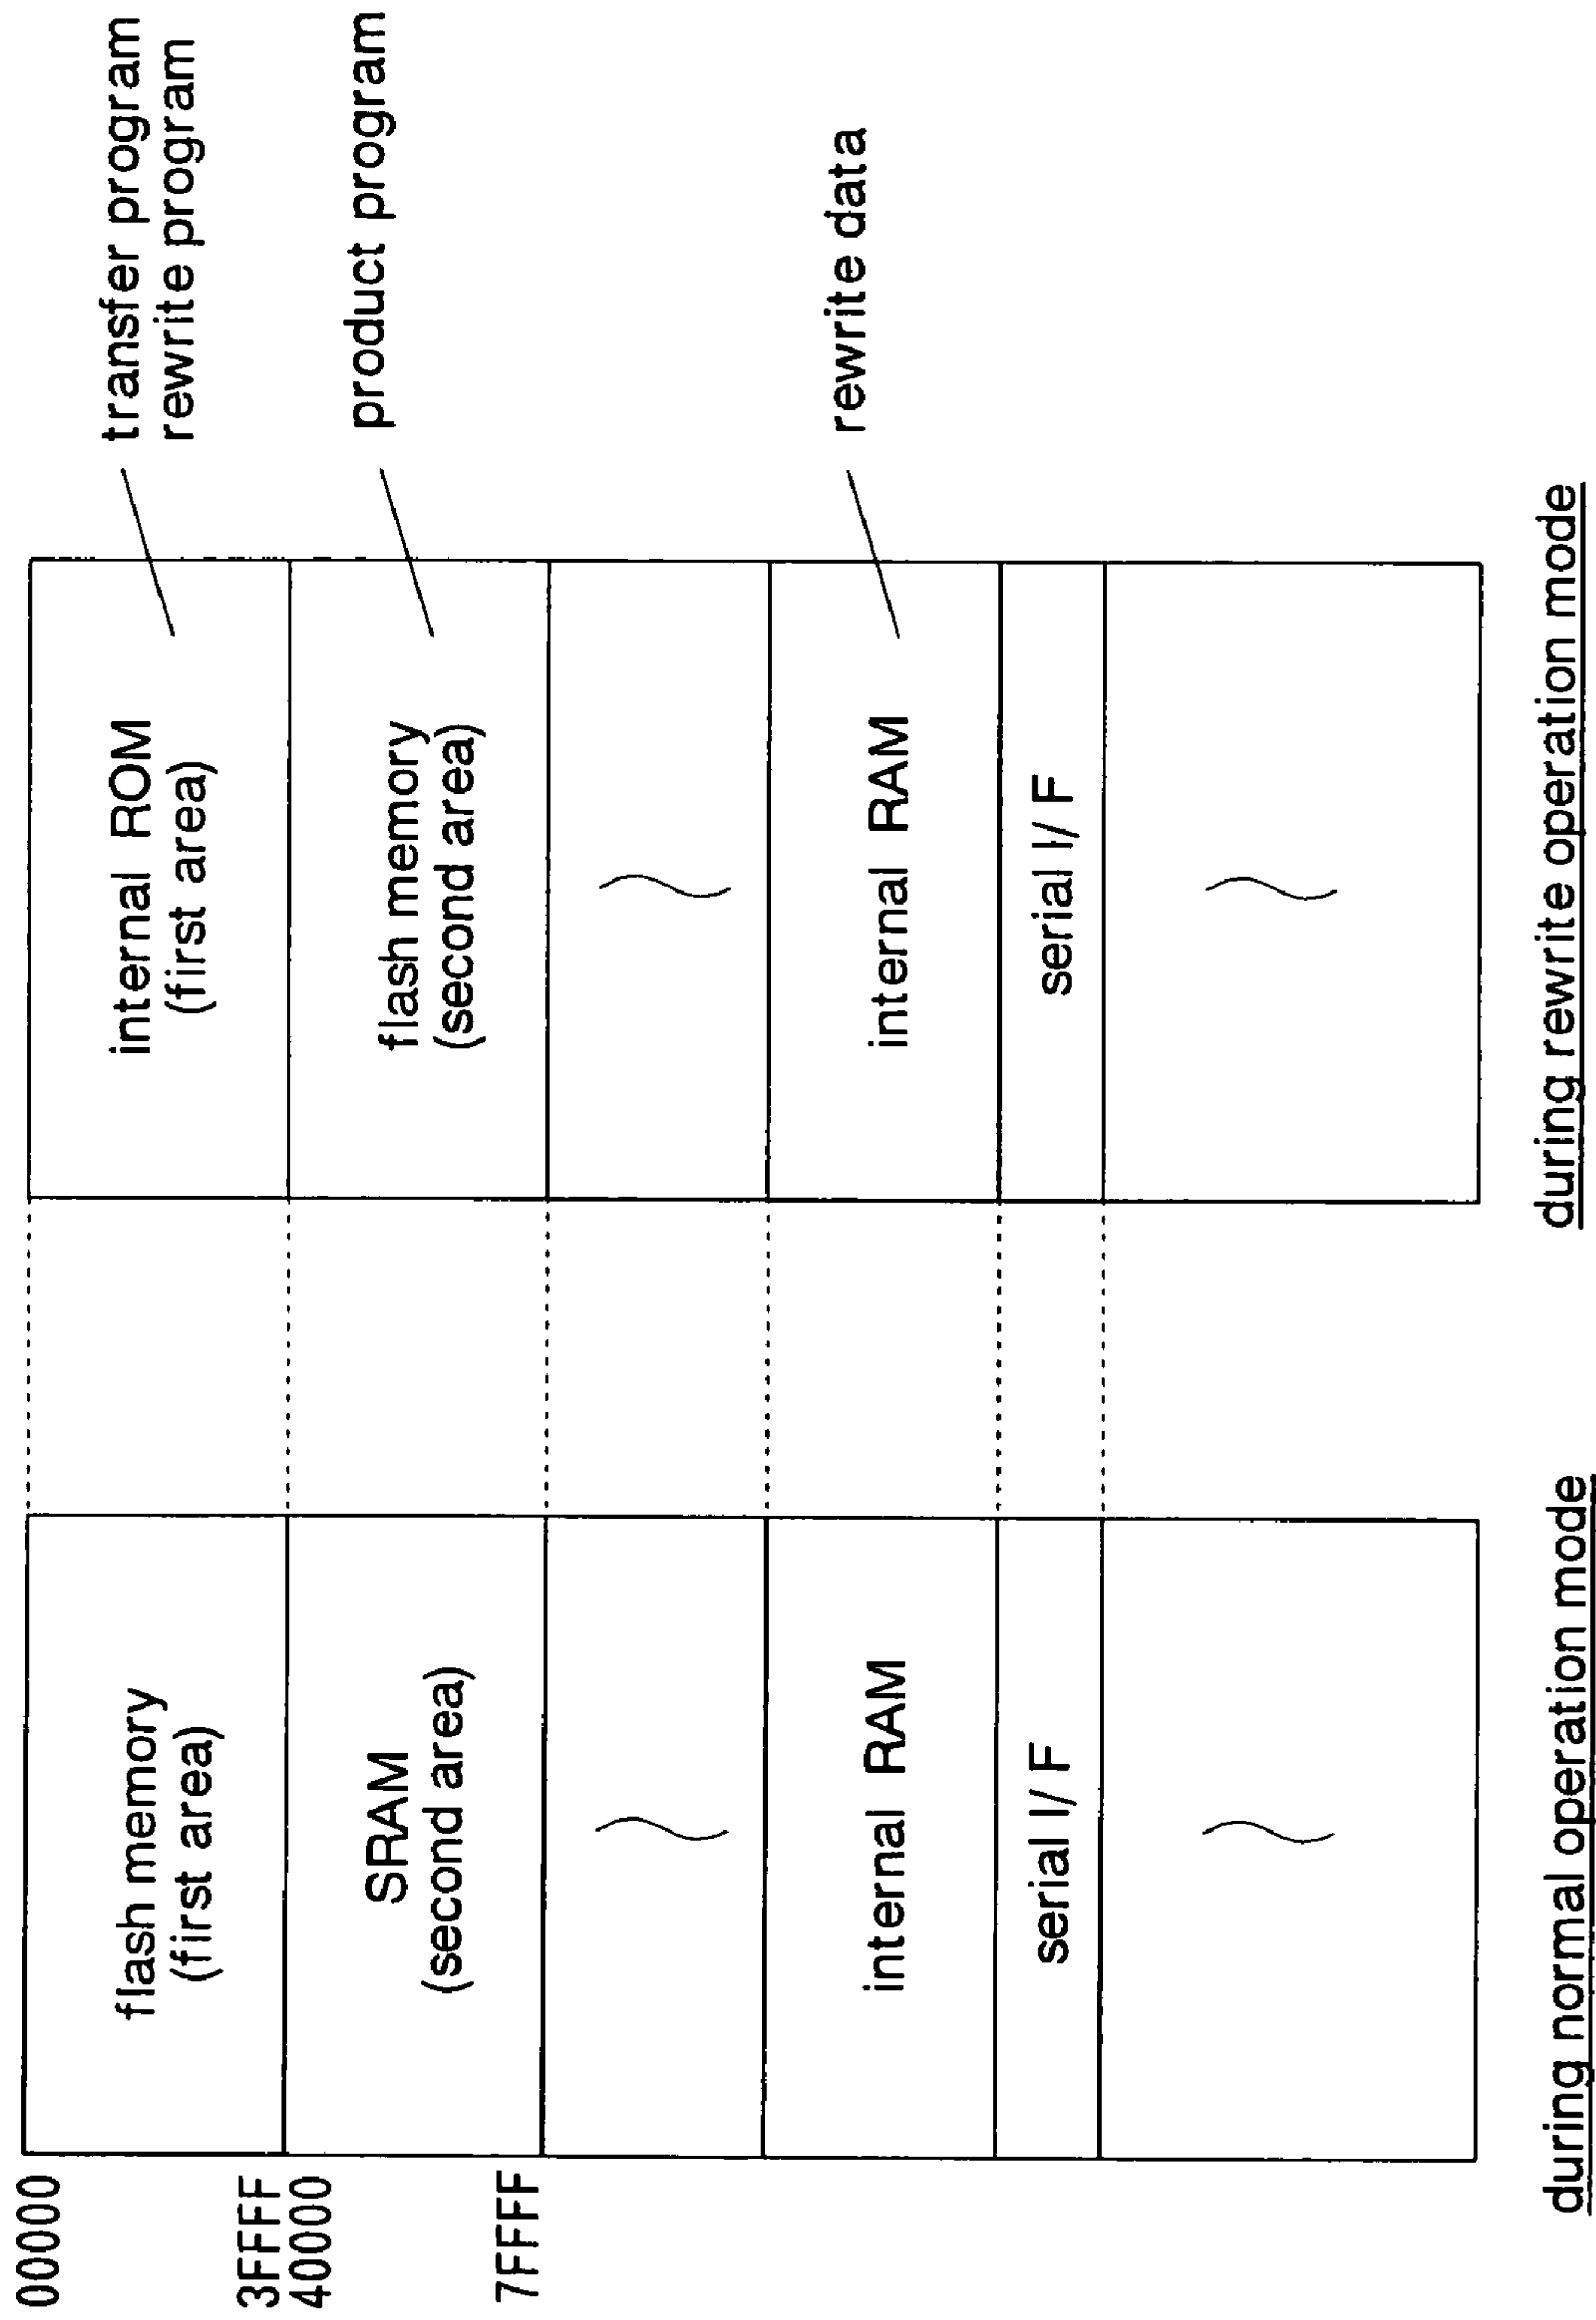 00000
3FFFF
40000
7FFFF
flash memory
(first area)
SRAM
(second area)
internal RAM
serial I/F
during normal operation mode
internal ROM
(first area)
flash memory
(second area)
internal RAM
serial I/F
during rewrite operation mode
transfer program
rewrite program
product program
rewrite data